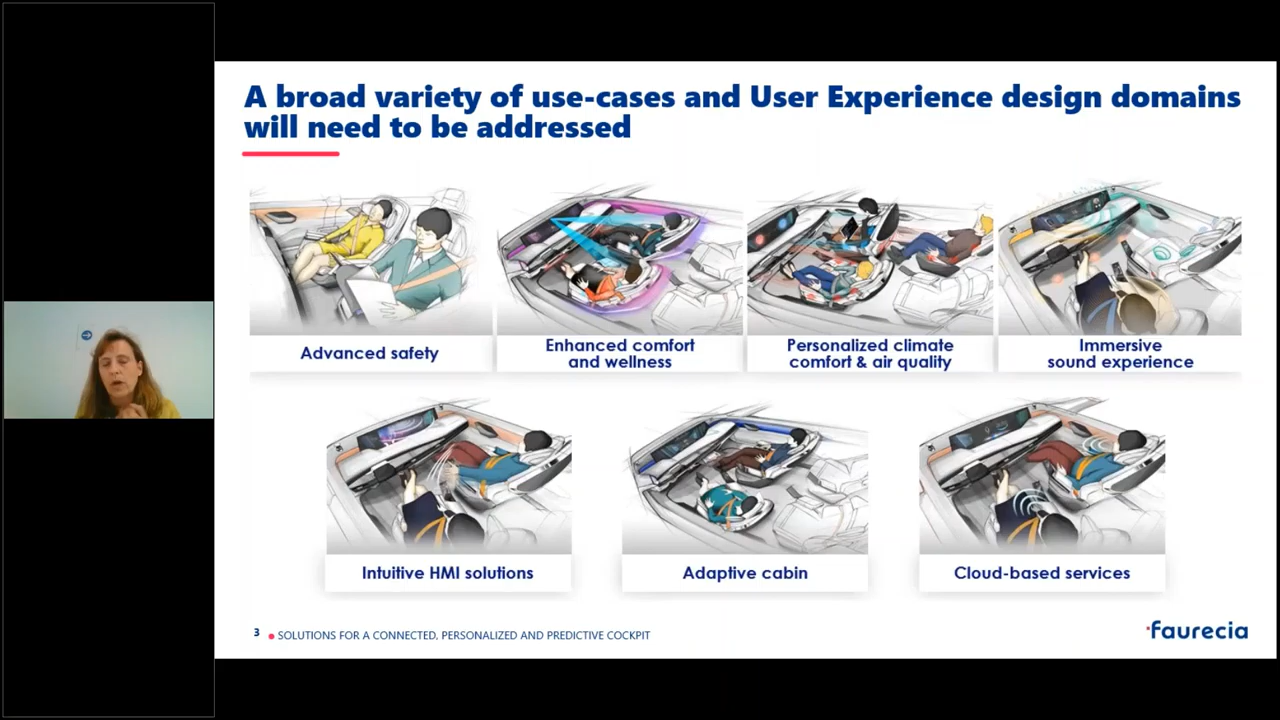 A broad variety of use-cases and User Experience design domains
will need to be addressed
Advanced safety
Enhanced comfort
and wellness
Personalized climate
comfort & air quality
Immersive
sound experience
Intuitive HMI solutions
Adaptive cabin
Cloud-based services
3 • SOLUTIONS FOR A CONNECTED, PERSONALIZED AND PREDICTIVE COCKPIT
faurecia